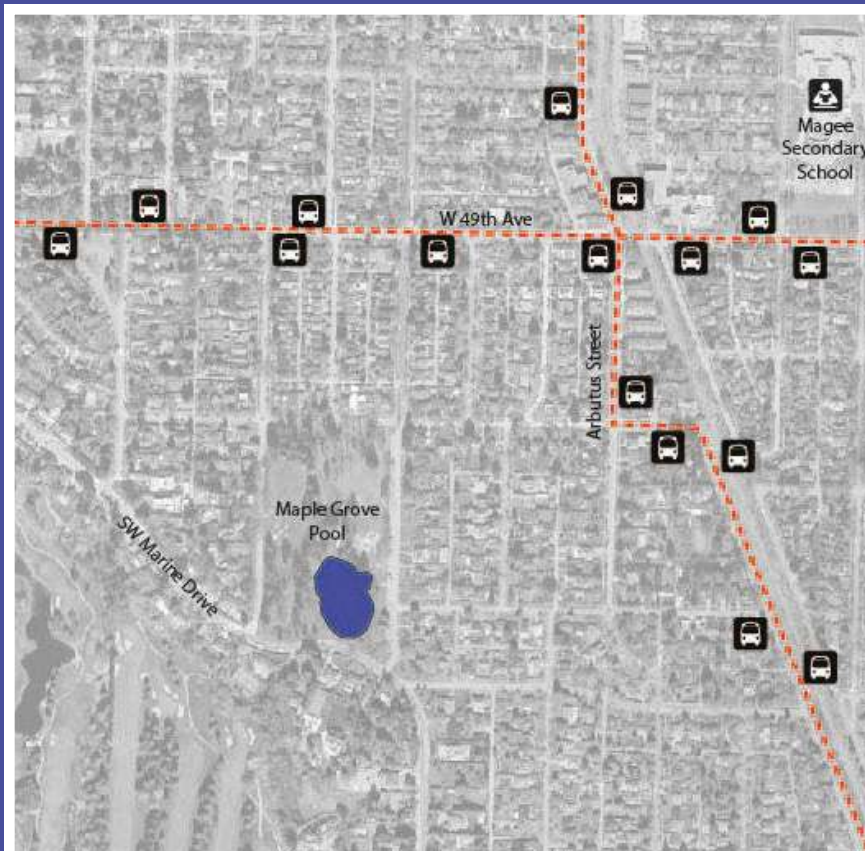 Magee
Secondary
School
W 49th Ave
Arbutus Street
Maple Grove
Pool
SW Marine Drive